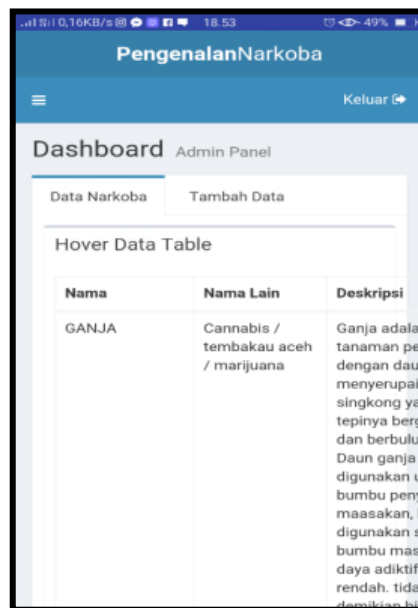 0,16KB/s 18.53 49%
PengenalanNarkoba
Keluar
Dashboard Admin Panel
Data Narkoba Tambah Data
Hover Data Table
Nama Nama Lain Deskripsi
GANJA Cannabis / Ganja adala
tembakau aceh tanaman pe
/ marijuana dengan dau
menyerupai
singkong ya
tepinya berg
dan berbulu
Daun ganja
digunakan u
bumbu peny
maasakan,
digunakan s
bumbu mas
daya adiktif
rendah. tida
demikian bi